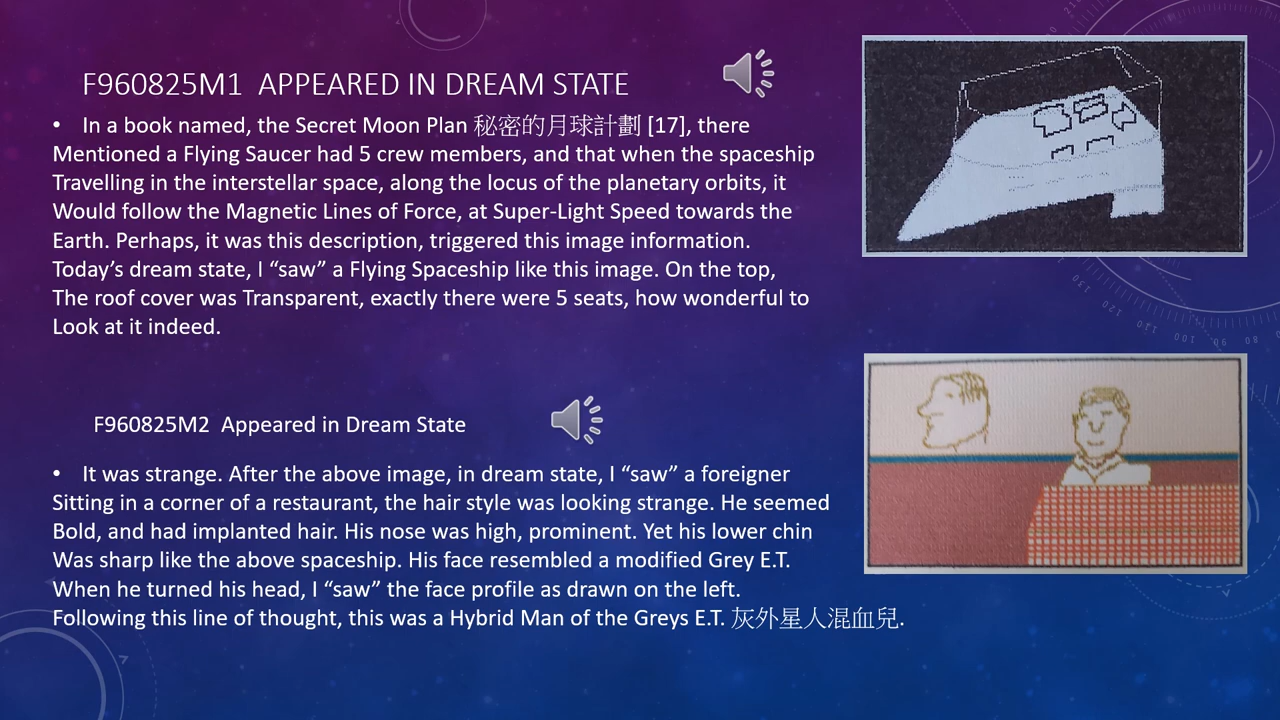 F960825M1  APPEARED IN DREAM STATE
• In a book named, the Secret Moon Plan 秘密的月球計劃 [17], there
Mentioned a Flying Saucer had 5 crew members, and that when the spaceship
Travelling in the interstellar space, along the locus of the planetary orbits, it
Would follow the Magnetic Lines of Force, at Super-Light Speed towards the
Earth. Perhaps, it was this description, triggered this image information.
Today’s dream state, I “saw” a Flying Spaceship like this image. On the top,
The roof cover was Transparent, exactly there were 5 seats, how wonderful to
Look at it indeed.
F960825M2  Appeared in Dream State
• It was strange. After the above image, in dream state, I “saw” a foreigner
Sitting in a corner of a restaurant, the hair style was looking strange. He seemed
Bold, and had implanted hair. His nose was high, prominent. Yet his lower chin
Was sharp like the above spaceship. His face resembled a modified Grey E.T.
When he turned his head, I “saw” the face profile as drawn on the left.
Following this line of thought, this was a Hybrid Man of the Greys E.T. 灰外星人混血兒.